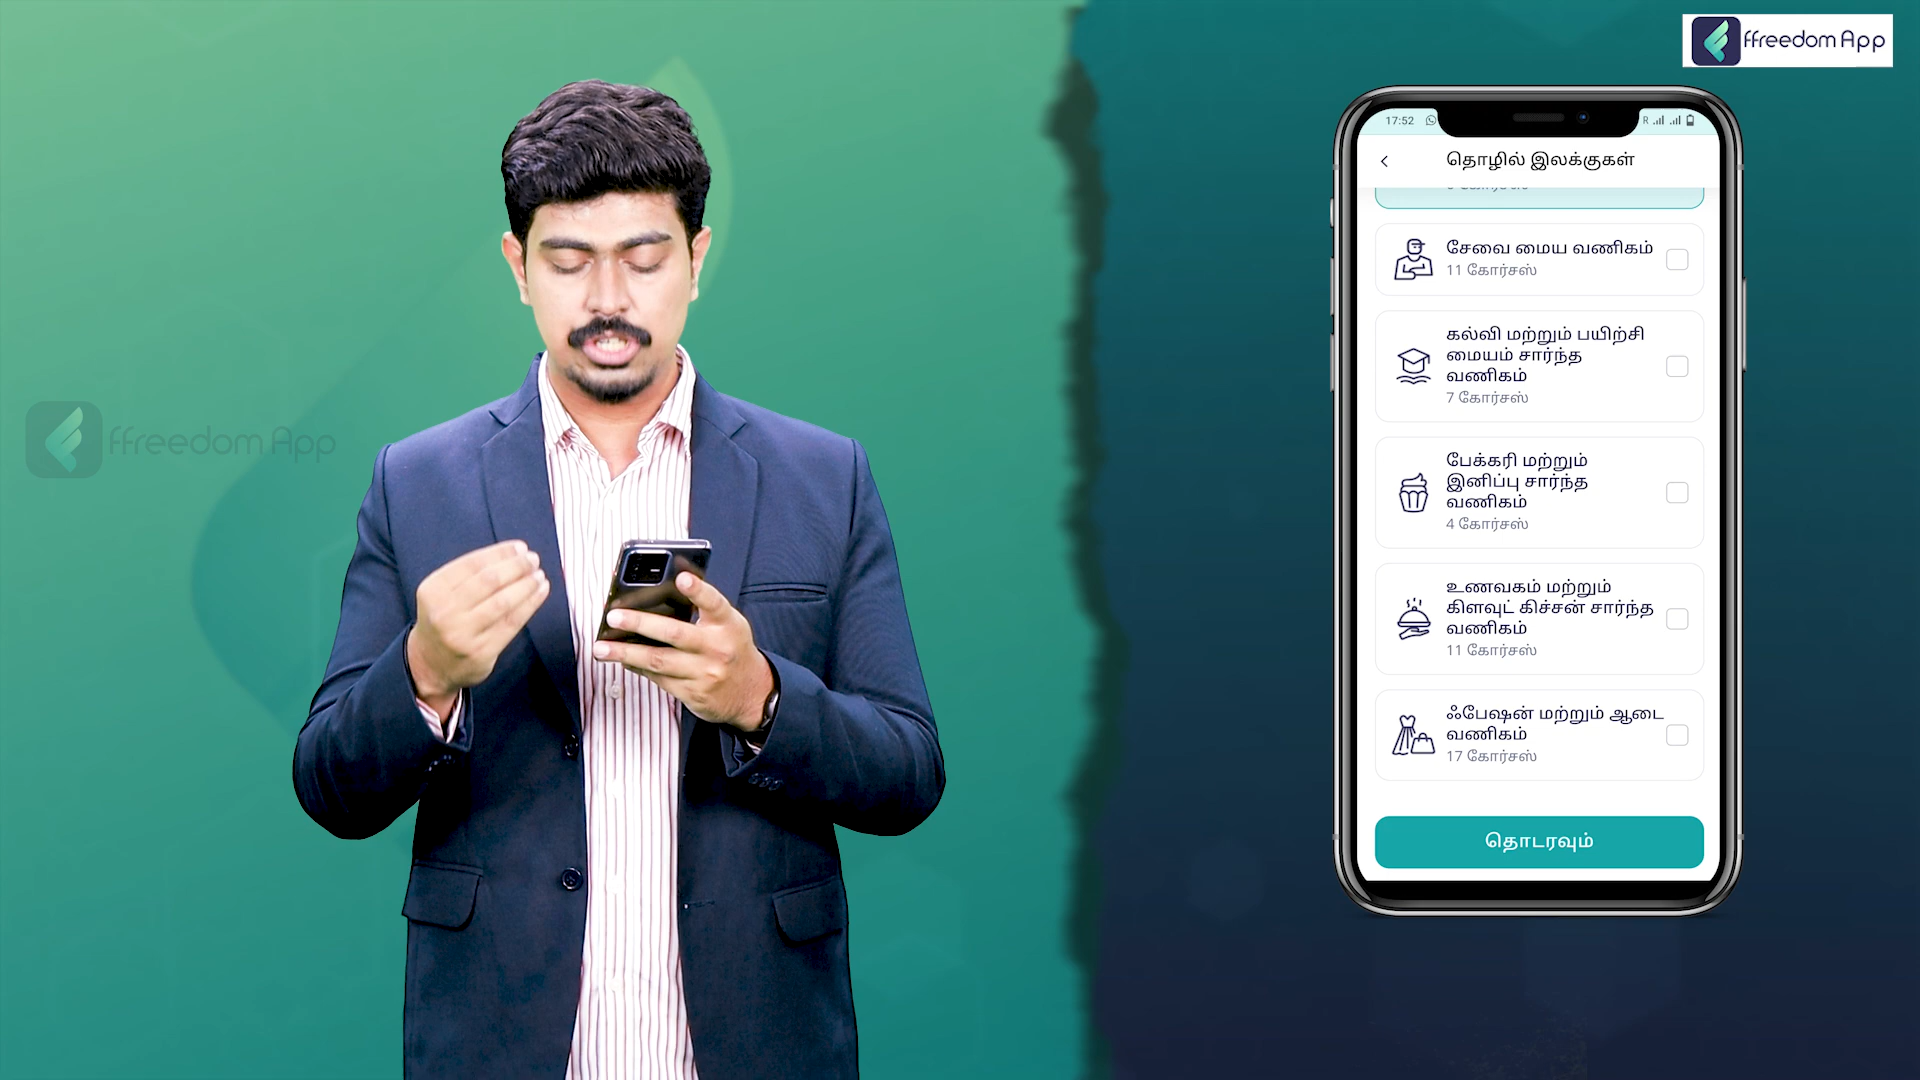 ffreedom App
17:52
R
தொழில் இலக்குகள்
சேவை மைய வணிகம்
11 கோர்சஸ்
கல்வி மற்றும் பயிற்சி
மையம் சார்ந்த
வணிகம்
7 கோர்சஸ்
ffreedom App
பேக்கரி மற்றும்
இனிப்பு சார்ந்த
வணிகம்
4 கோர்சஸ்
உணவகம் மற்றும்
கிளவுட் கிச்சன் சார்ந்த
வணிகம்
11 கோர்சஸ்
ஃபேஷன் மற்றும் ஆடை
வணிகம்
17 கோர்சஸ்
தொடரவும்